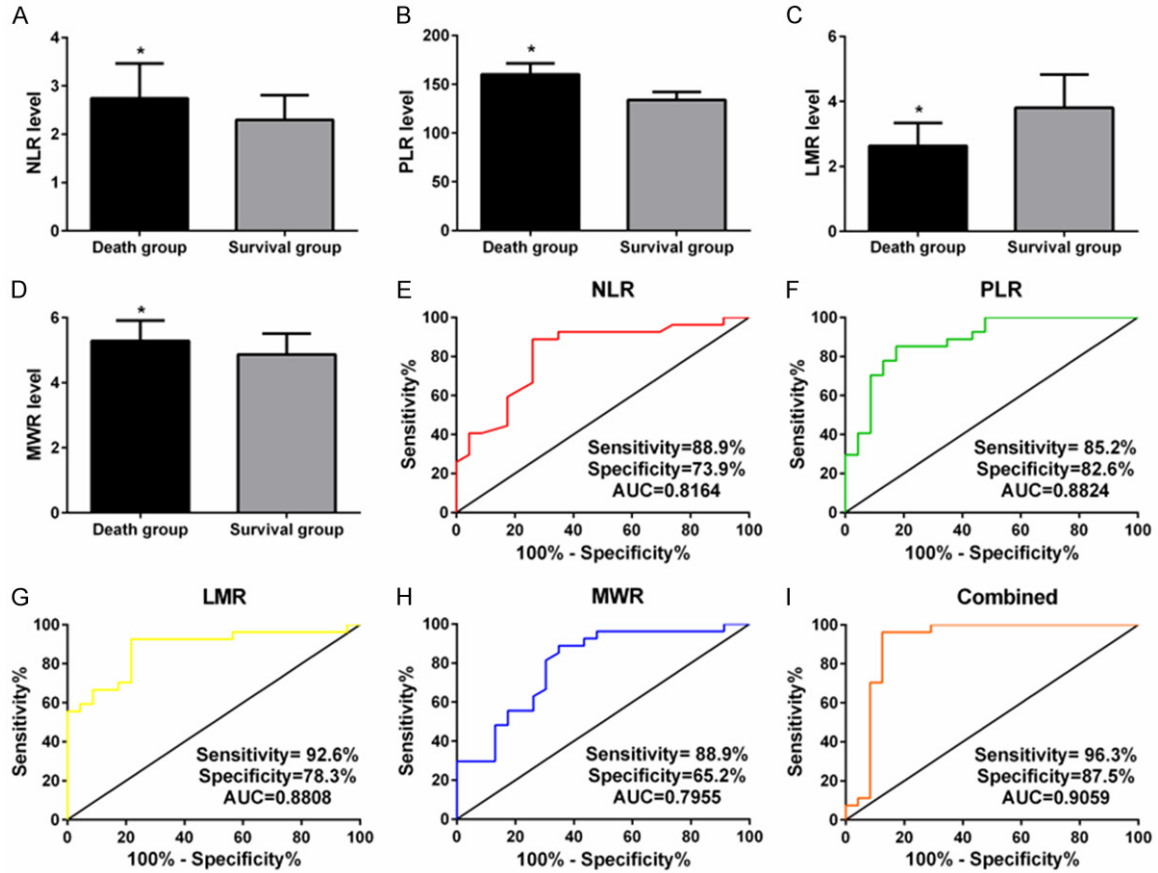 A
NLR level
4
3
2
1
0
*
Death group
Survival group
B
PLR level
200
150
100
50
0
*
Death group
Survival group
C
LMR level
6
4
2
0
*
Death group
Survival group
D
MWR level
6
4
2
0
*
Death group
Survival group
E
NLR
Sensitivity%
100
80
60
40
20
0
Sensitivity=88.9%
Specificity=73.9%
AUC=0.8164
0 20 40 60 80 100
100% - Specificity%
F
PLR
Sensitivity%
100
80
60
40
20
0
Sensitivity= 85.2%
Specificity=82.6%
AUC=0.8824
0 20 40 60 80 100
100% - Specificity%
G
LMR
Sensitivity%
100
80
60
40
20
0
Sensitivity= 92.6%
Specificity=78.3%
AUC=0.8808
0 20 40 60 80 100
100% - Specificity%
H
MWR
Sensitivity%
100
80
60
40
20
0
Sensitivity= 88.9%
Specificity=65.2%
AUC=0.7955
0 20 40 60 80 100
100% - Specificity%
I
Combined
Sensitivity%
100
80
60
40
20
0
Sensitivity= 96.3%
Specificity=87.5%
AUC=0.9059
0 20 40 60 80 100
100% - Specificity%